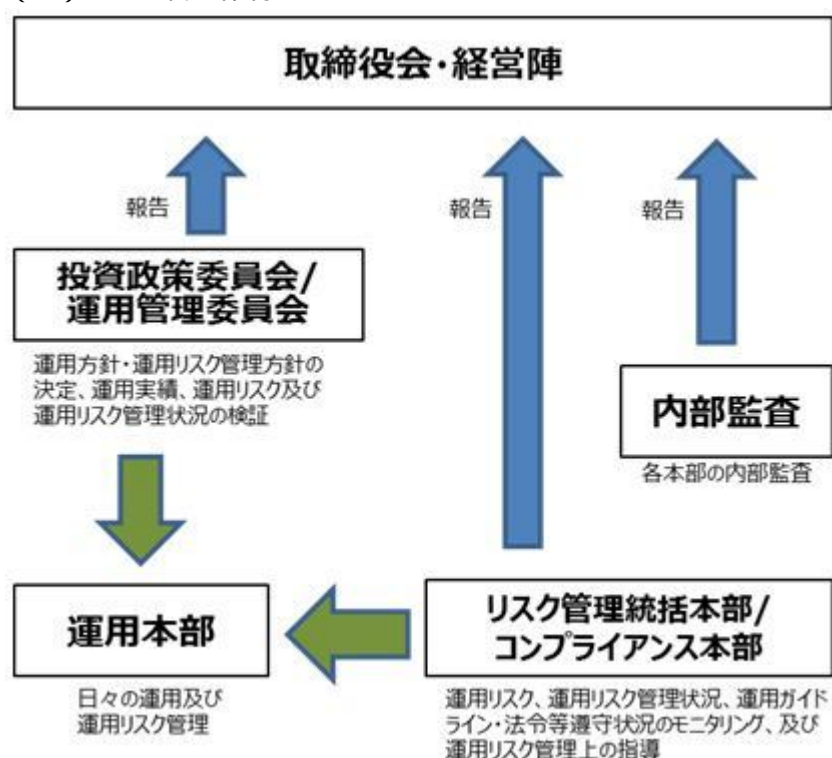 取締役会・経営陣
報告
報告
報告
投資政策委員会/
運用管理委員会
運用方針・運用リスク管理方針の
決定、運用実績、運用リスク及び
運用リスク管理状況の検証
内部監査
各本部の内部監査
運用本部
日々の運用及び
運用リスク管理
リスク管理統括本部/
コンプライアンス本部
運用リスク、運用リスク管理状況、運用ガイド
ライン・法令等遵守状況のモニタリング、及び
運用リスク管理上の指導